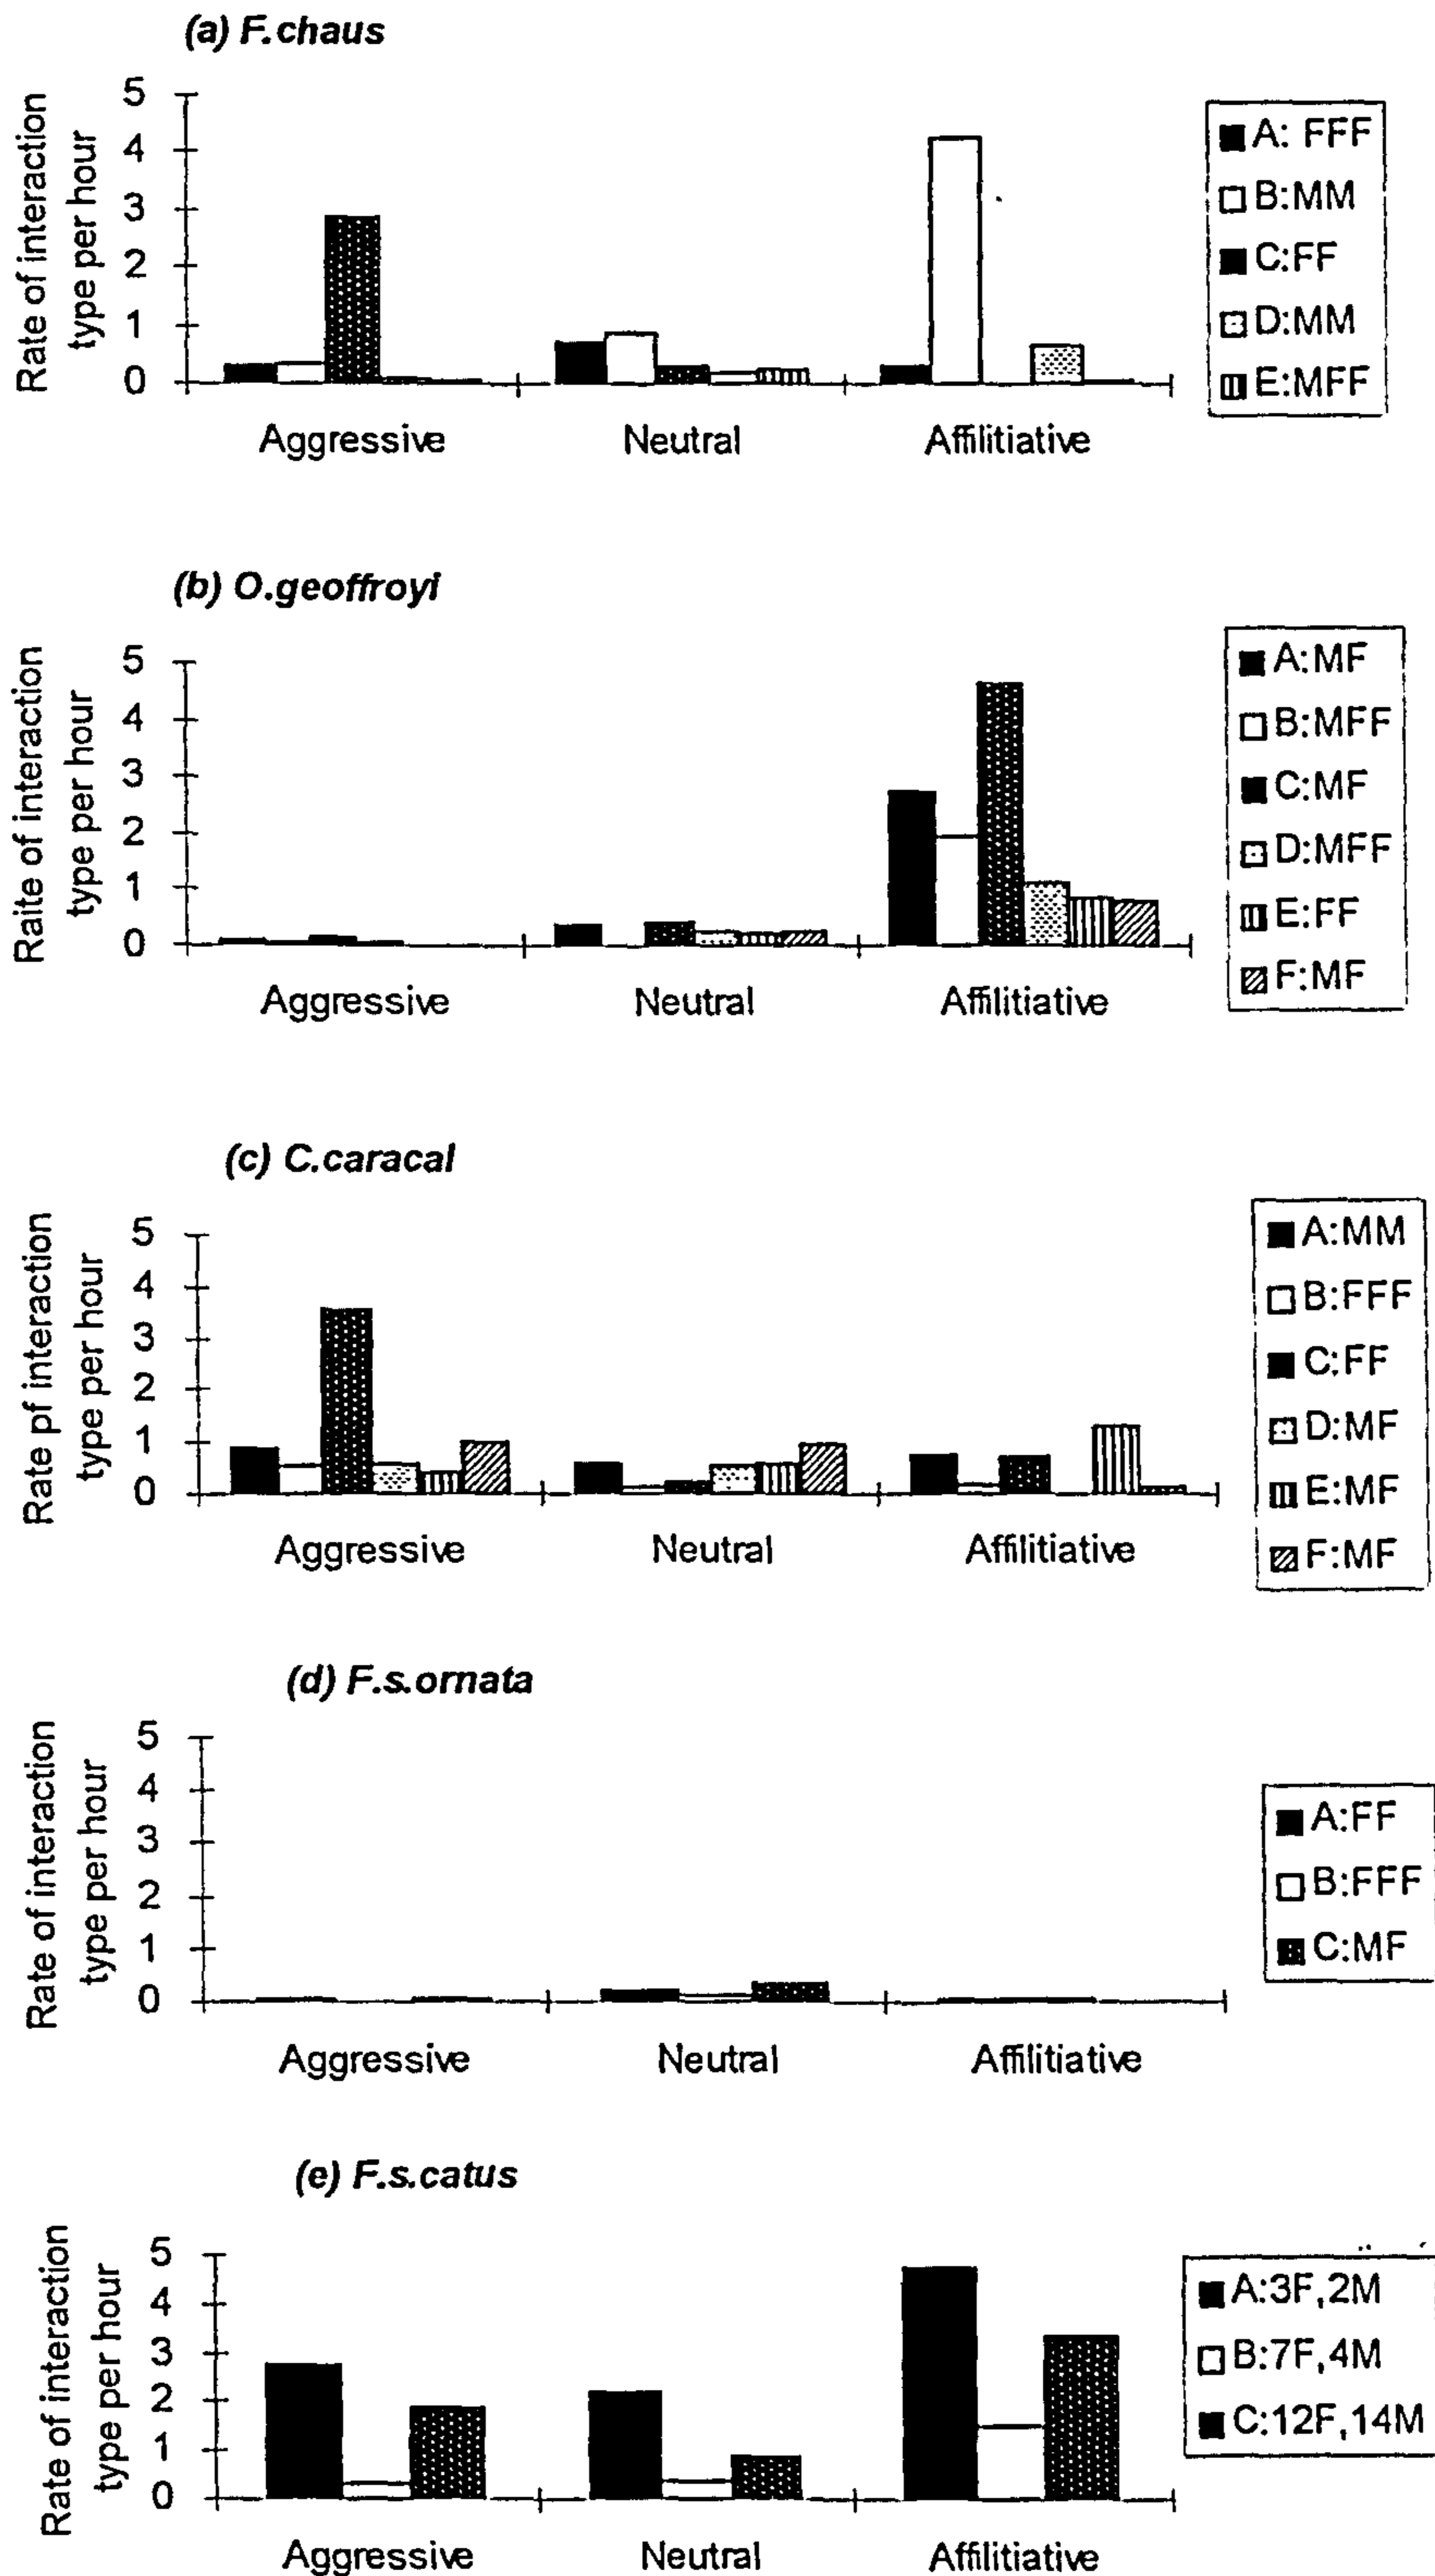 (a) F.chaus
Rate of interaction
type per hour
5
4
3
2
1
0
Aggressive Neutral Affilitiative
A: FFF
B:MM
C:FF
D:MM
E:MFF
(b) O.geoffroyi
Raite of interaction
type per hour
5
4
3
2
1
0
Aggressive Neutral Affilitiative
A:MF
B:MFF
C:MF
D:MFF
E:FF
F:MF
(c) C.caracal
Rate pf interaction
type per hour
5
4
3
2
1
0
Aggressive Neutral Affilitiative
A:MM
B:FFF
C:FF
D:MF
E:MF
F:MF
(d) F.s.ornata
Rate of interaction
type per hour
5
4
3
2
1
0
Aggressive Neutral Affilitiative
A:FF
B:FFF
C:MF
(e) F.s.catus
Rate of interaction
type per hour
5
4
3
2
1
0
Aggressive Neutral Affilitiative
A:3F,2M
B:7F,4M
C:12F,14M